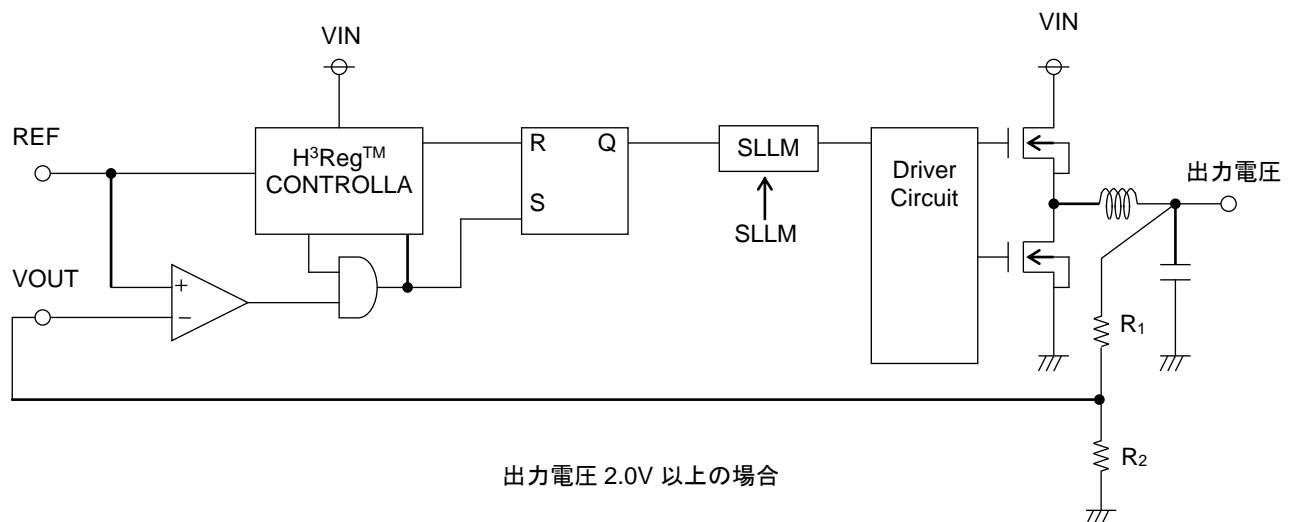 VIN
VIN
REF
H³Reg™
CONTROLLA
R
Q
S
SLLM
SLLM
Driver
Circuit
出力電圧
VOUT
+
−
R₁
R₂
出力電圧 2.0V 以上の場合